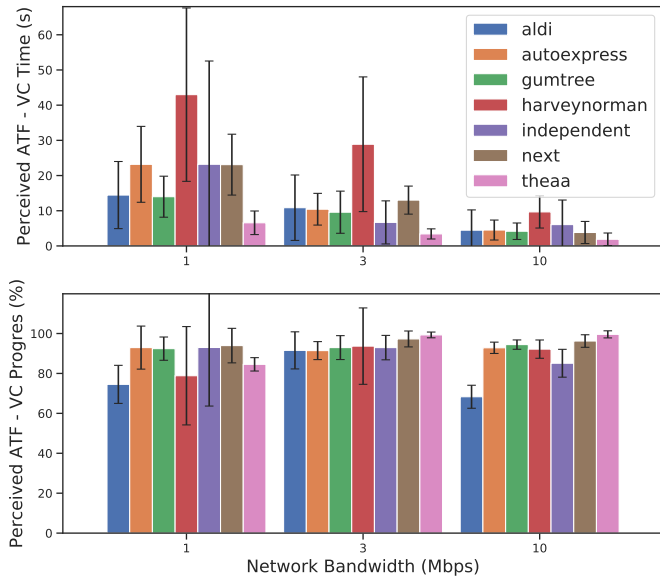 Perceived ATF - VC Time (s)
60
50
40
30
20
10
0
1
3
10
aldi
autoexpress
gumtree
harveynorman
independent
next
theaa
Perceived ATF - VC Progres (%)
100
80
60
40
20
0
1
3
10
Network Bandwidth (Mbps)